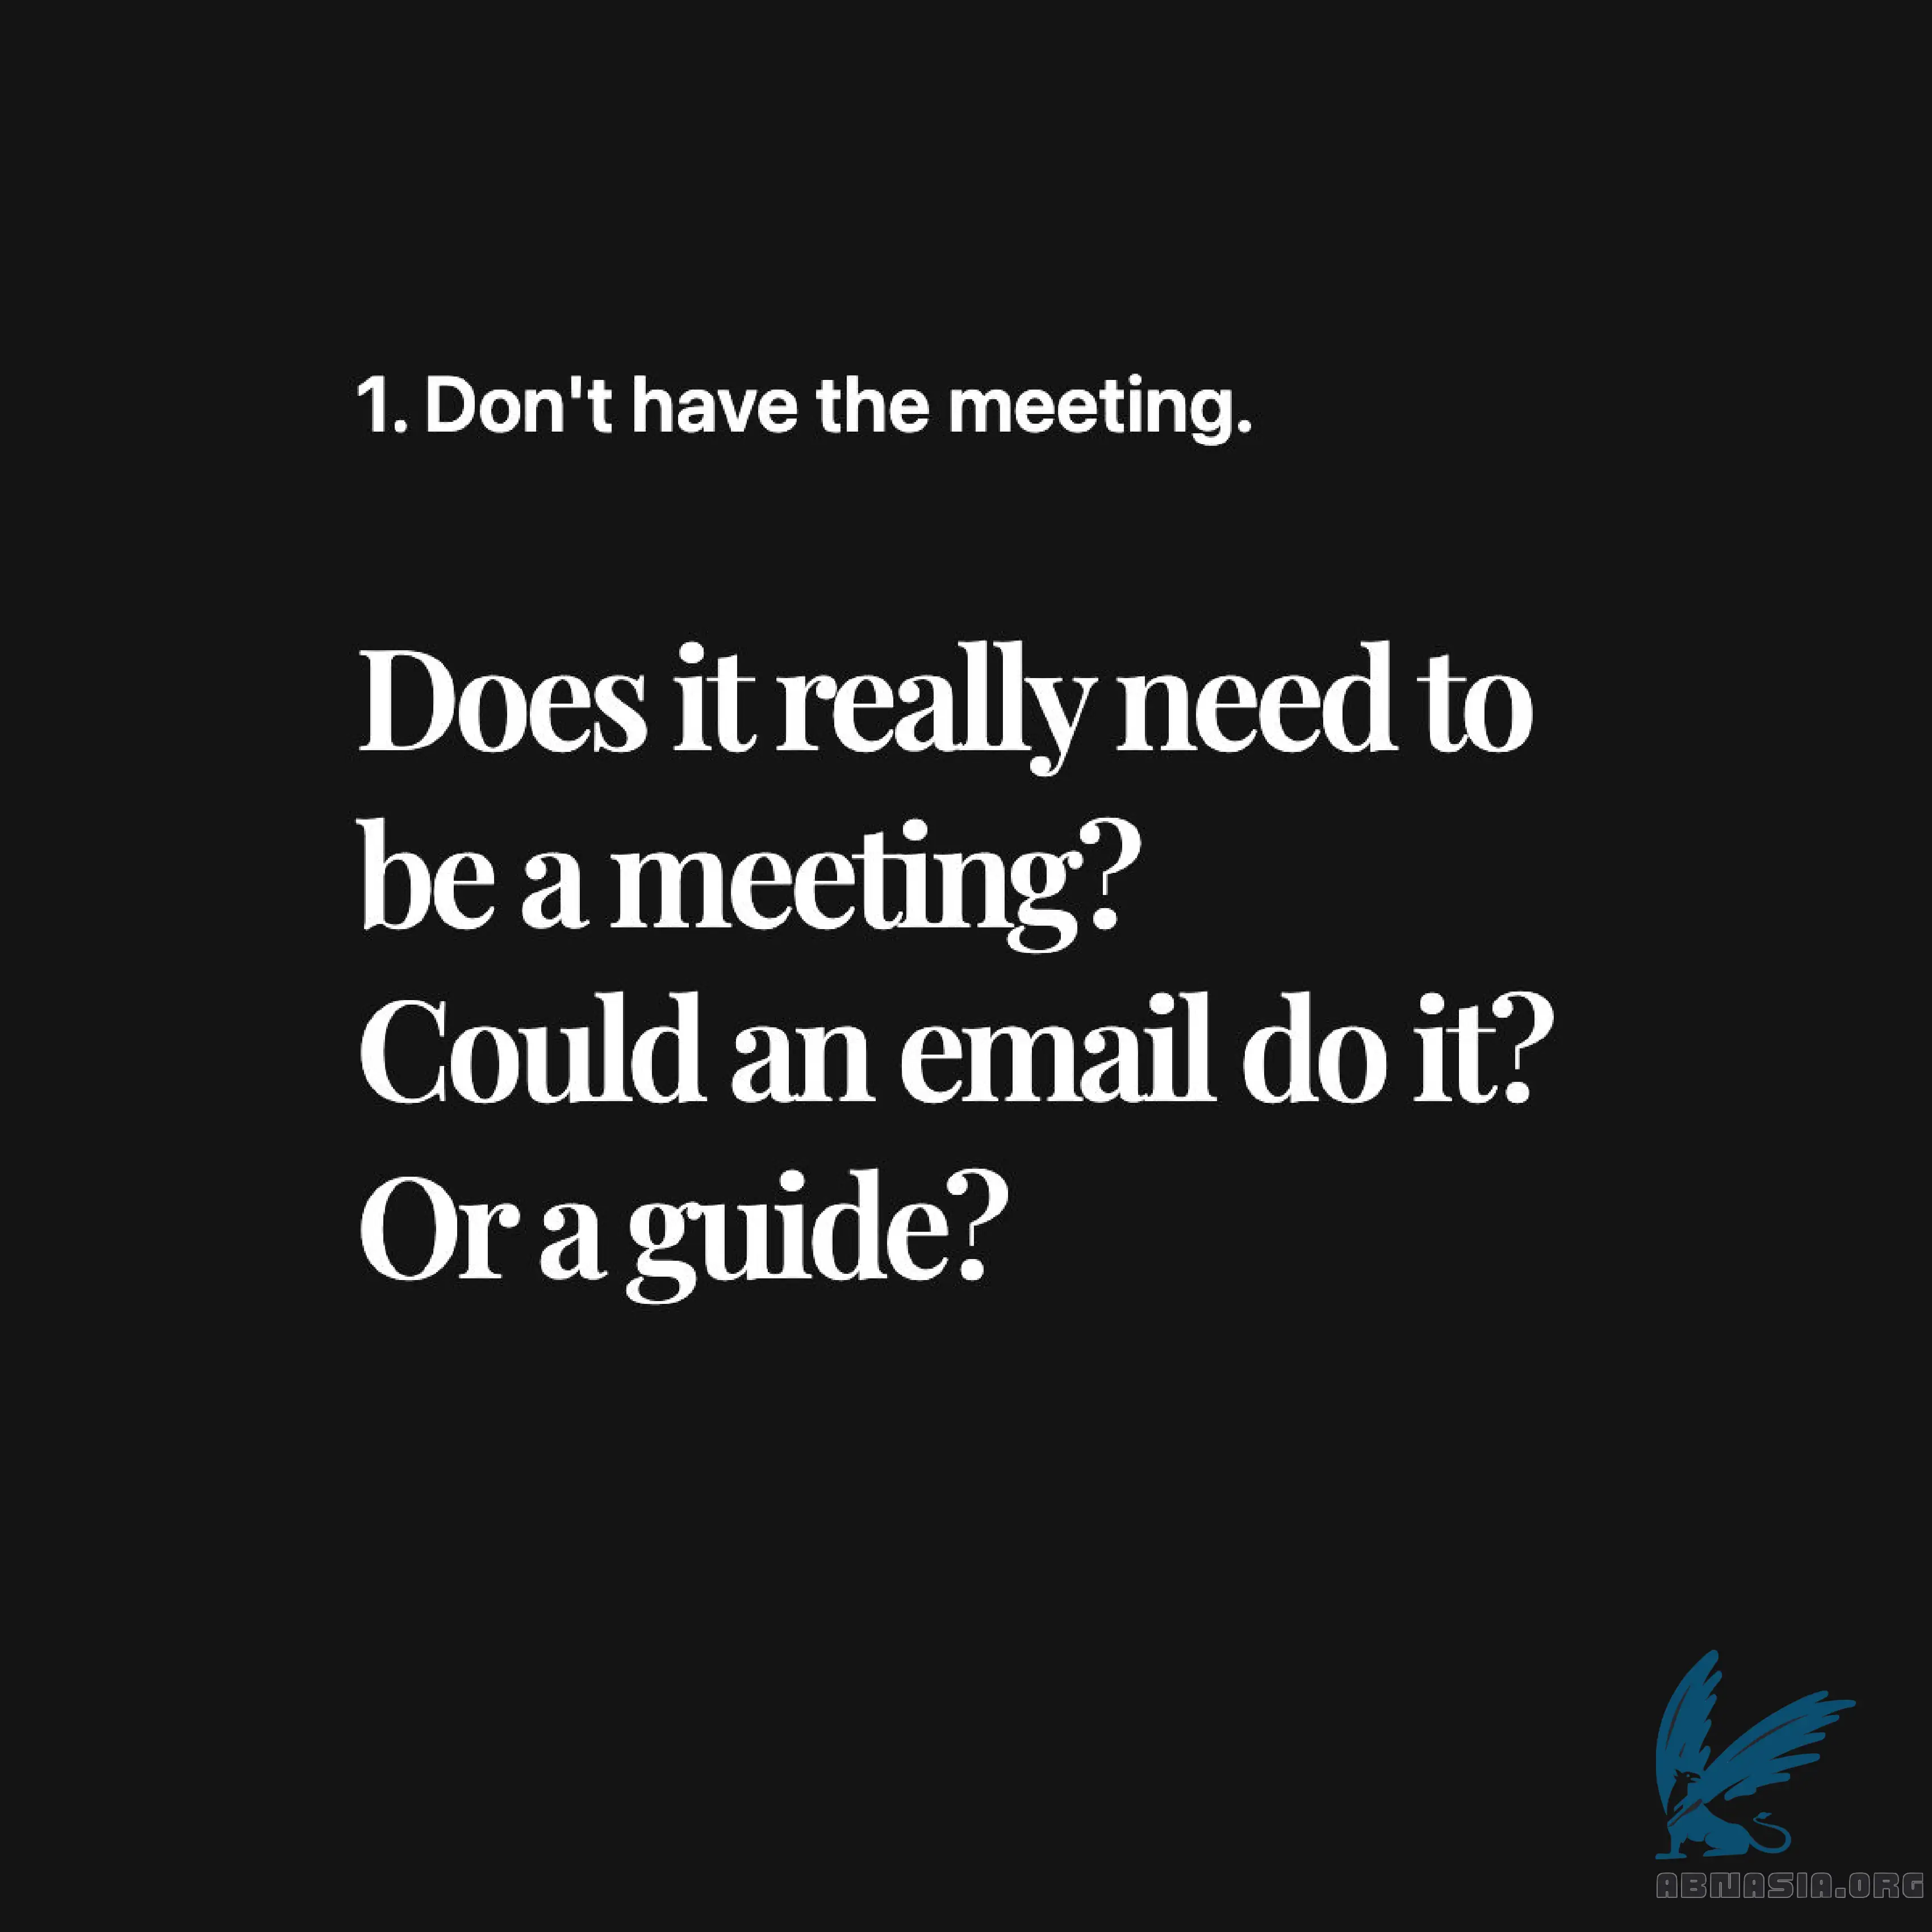 1. Don't have the meeting.
Does it really need to
be a meeting?
Could an email do it?
Or a guide?
ABNASIA.ORG